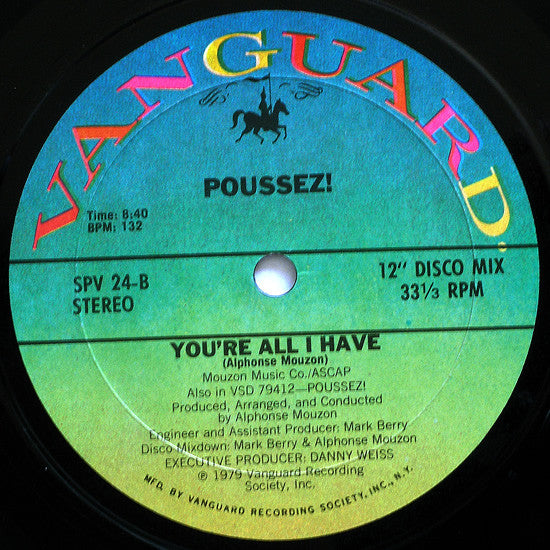 VANGUARD
POUSSEZ!
Time: 8:40
BPM: 132
SPV 24-B
STEREO
12" DISCO MIX
33⅓ RPM
YOU'RE ALL I HAVE
(Alphonse Mouzon)
Mouzon Music Co./ASCAP
Also in VSD 79412—POUSSEZ!
Produced, Arranged, and Conducted
by Alphonse Mouzon
Engineer and Assistant Producer: Mark Berry
Disco Mixdown: Mark Berry & Alphonse Mouzon
EXECUTIVE PRODUCER: DANNY WEISS
℗ 1979 Vanguard Recording
Society, Inc.
MFD. BY VANGUARD RECORDING SOCIETY, INC., N.Y.